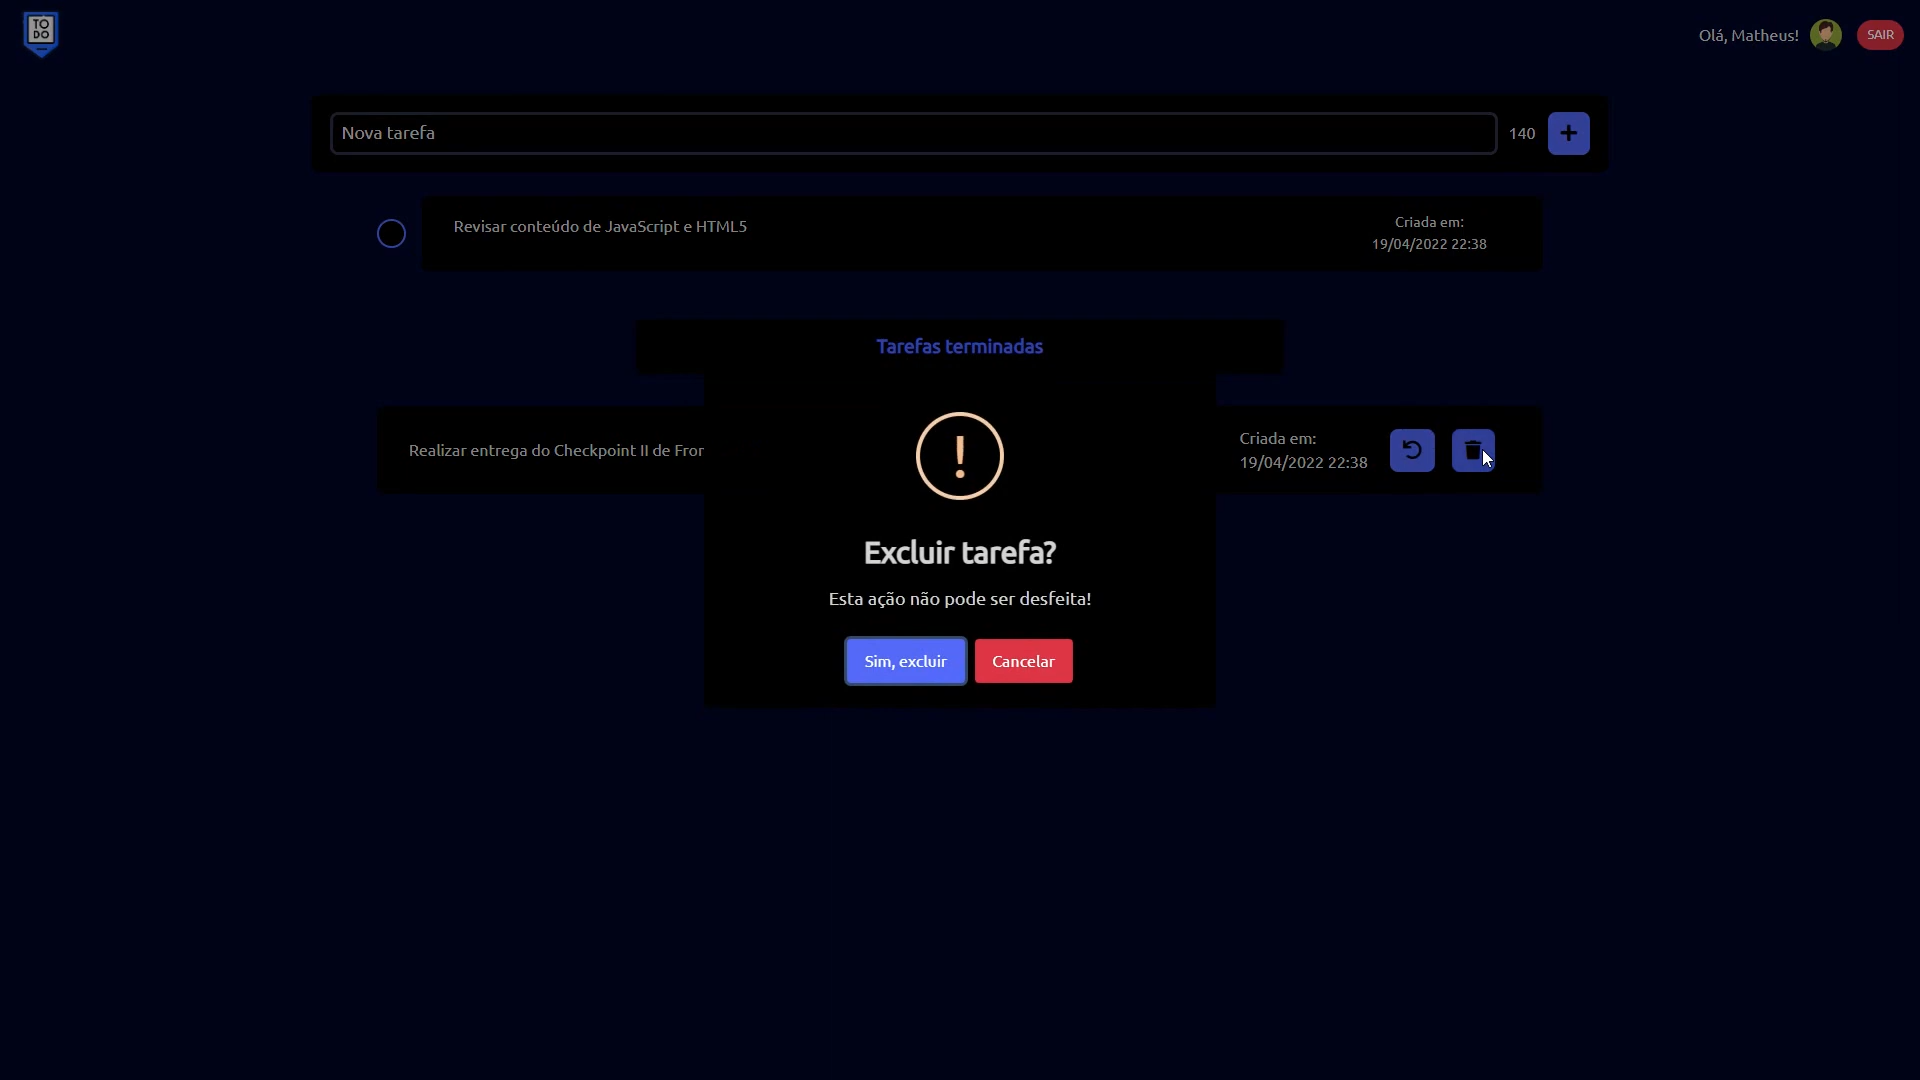 TO
DO
Olá, Matheus!
SAIR
Nova tarefa
140
Revisar conteúdo de JavaScript e HTML5
Criada em:
19/04/2022 22:38
Tarefas terminadas
Realizar entrega do Checkpoint II de
Criada em:
19/04/2022 22:38
Excluir tarefa?
Esta ação não pode ser desfeita!
Sim, excluir
Cancelar